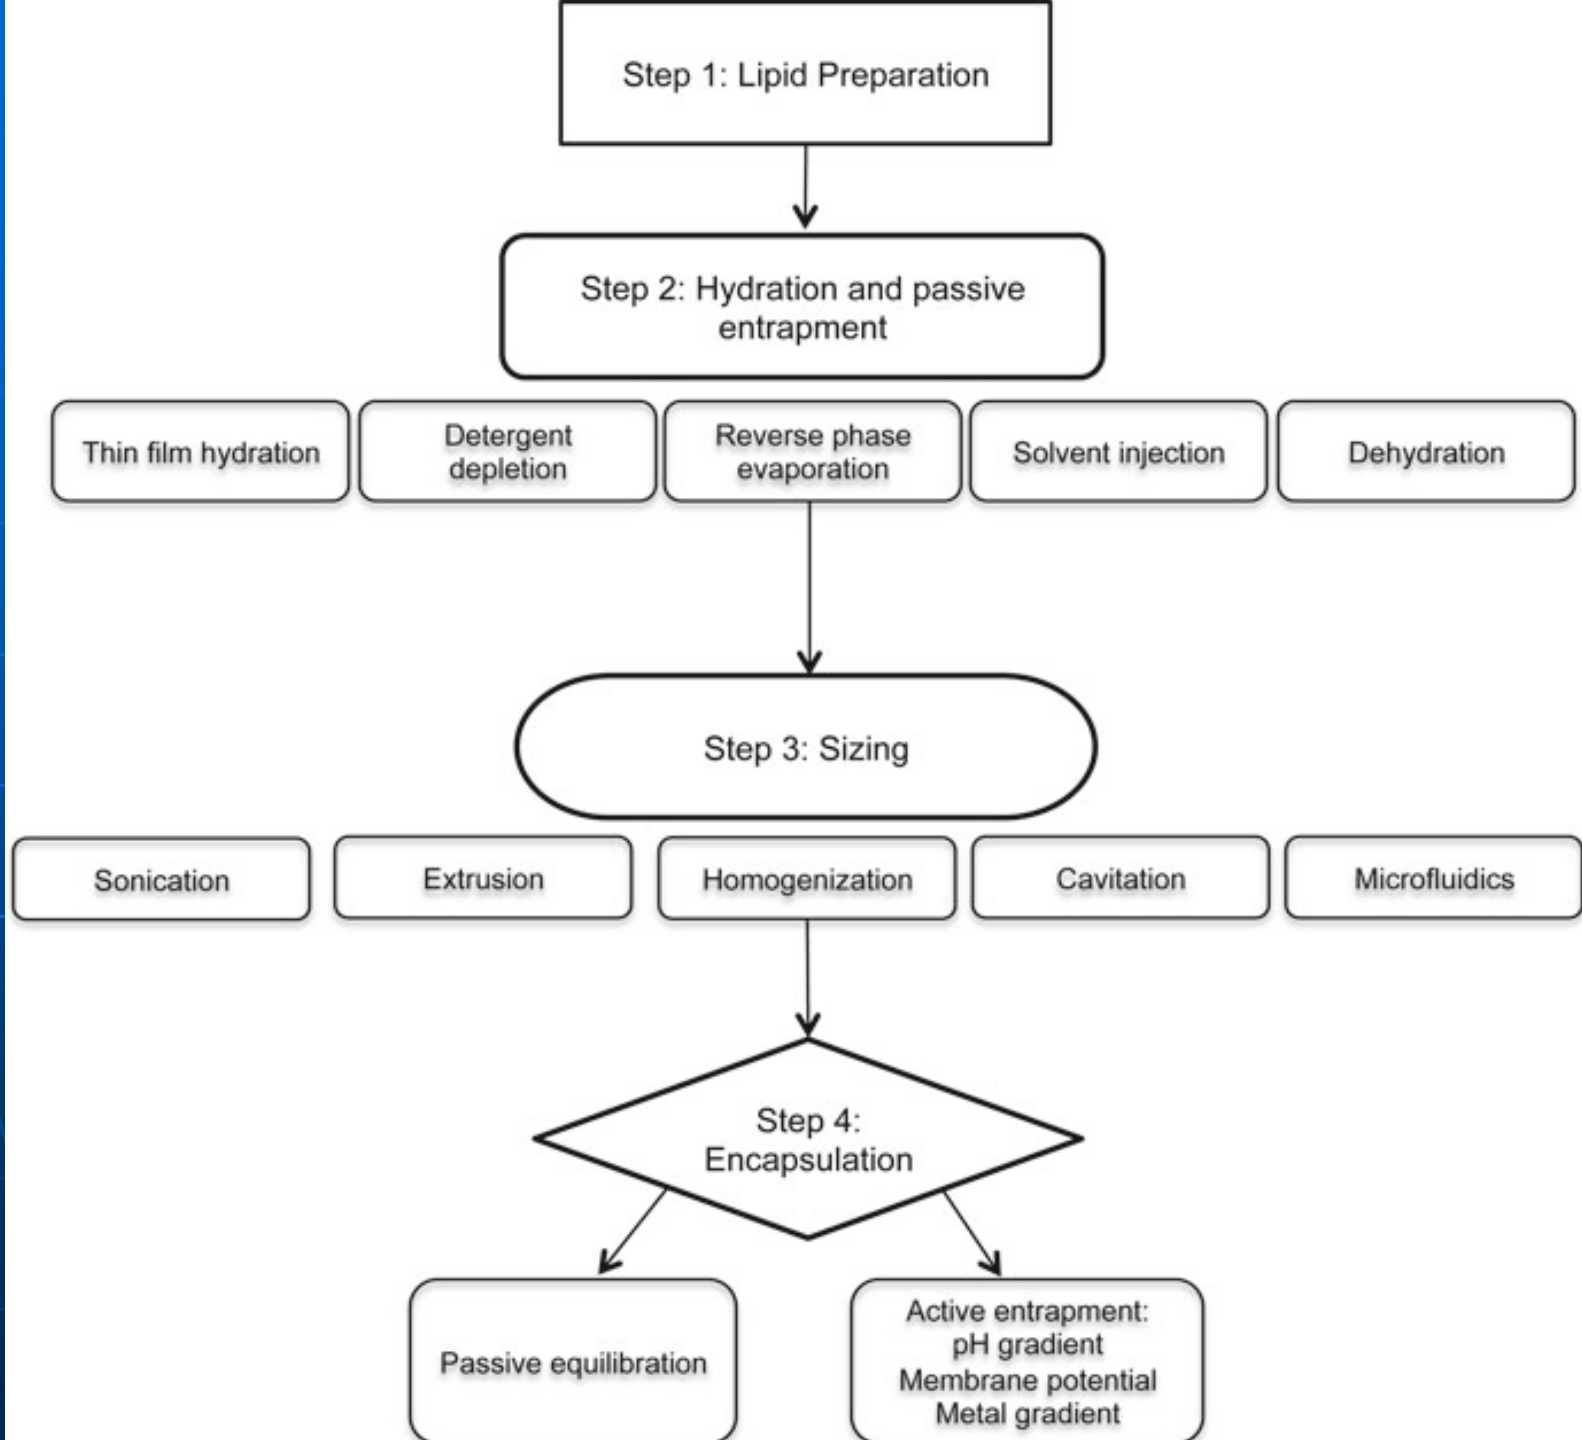 Step 1: Lipid Preparation
Step 2: Hydration and passive
entrapment
Thin film hydration
Detergent
depletion
Reverse phase
evaporation
Solvent injection
Dehydration
Step 3: Sizing
Sonication
Extrusion
Homogenization
Cavitation
Microfluidics
Step 4:
Encapsulation
Passive equilibration
Active entrapment:
pH gradient
Membrane potential
Metal gradient